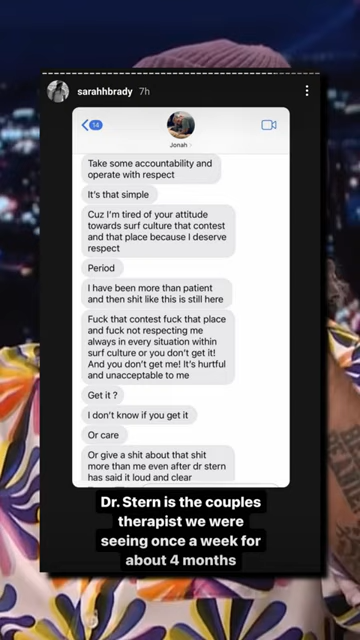 sarahhbrady 7h
14
Jonah
Take some accountability and
operate with respect
It's that simple
Cuz I'm tired of your attitude
towards surf culture that contest
and that place because I deserve
respect
Period
I have been more than patient
and then shit like this is still here
Fuck that contest fuck that place
and fuck not respecting me
always in every situation within
surf culture or you don't get it!
And you don't get me! It's hurtful
and unacceptable to me
Get it ?
I don't know if you get it
Or care
Or give a shit about that shit
more than me even after dr stern
has said it loud and clear
Dr. Stern is the couples
therapist we were
seeing once a week for
about 4 months